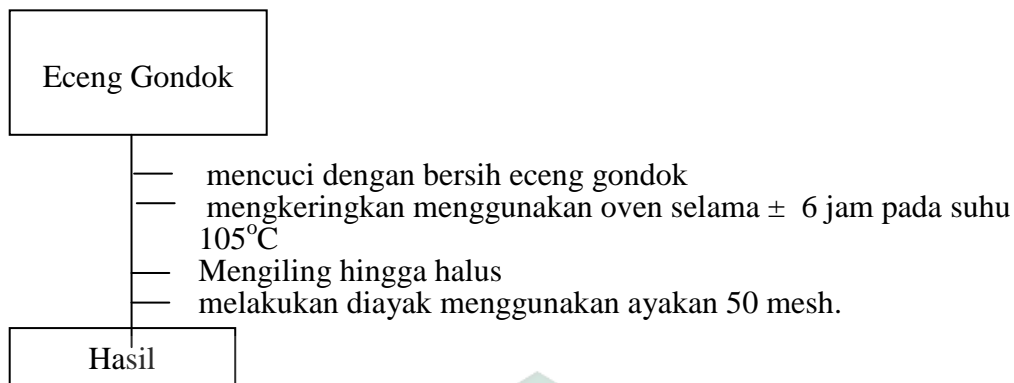 Eceng Gondok
mencuci dengan bersih eceng gondok
mengkeringkan menggunakan oven selama ± 6 jam pada suhu
105°C
Mengiling hingga halus
melakukan diayak menggunakan ayakan 50 mesh.
Hasil